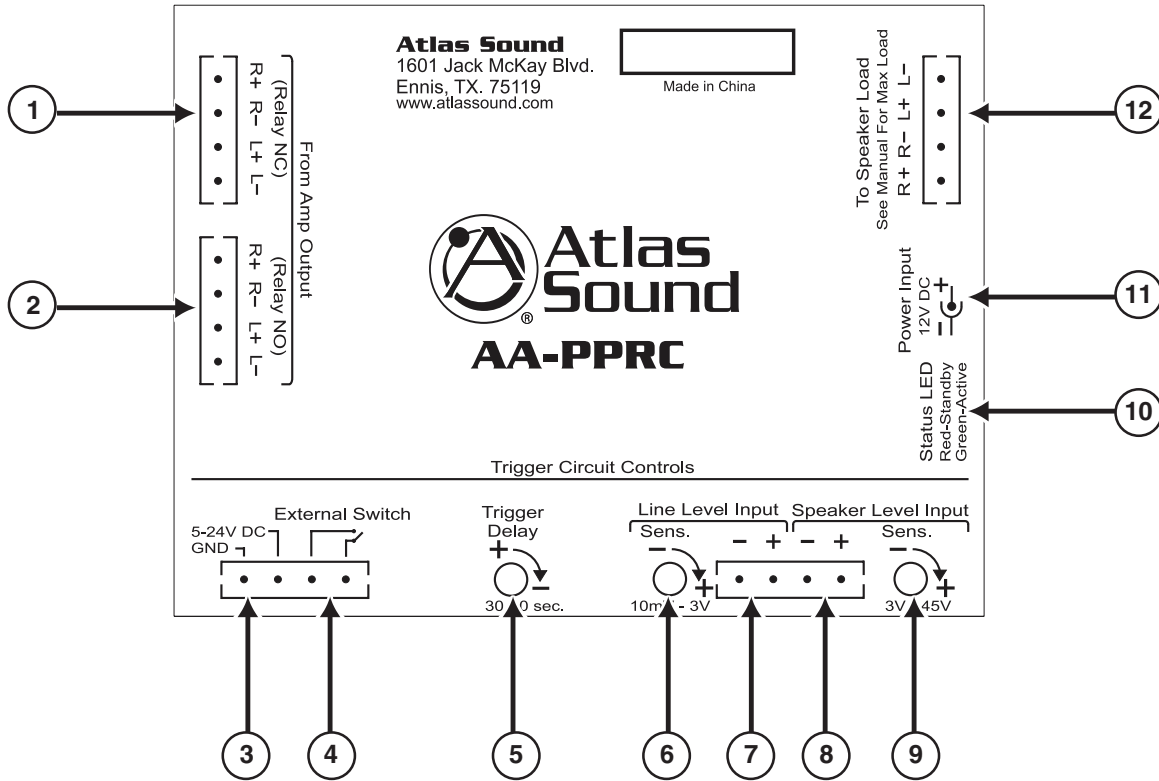 Atlas Sound
1601 Jack McKay Blvd.
Ennis, TX. 75119
www.atlassound.com
Made in China
R+ R- L+ L-
(Relay NC)
From Amp Output
R+ R- L+ L-
(Relay NO)
To Speaker Load
See Manual For Max Load
R+ R- L+ L-
Atlas
Sound
®
AA-PPRC
Power Input
12V DC
- +
Status LED
Red-Standby
Green-Active
Trigger Circuit Controls
External Switch
5-24V DC
GND
Trigger
Delay
+
-
30 0 sec.
Line Level Input
Sens.
-
+
10m - 3V
- +
Speaker Level Input
- +
Sens.
-
+
3V 45V
1
2
3
4
5
6
7
8
9
10
11
12